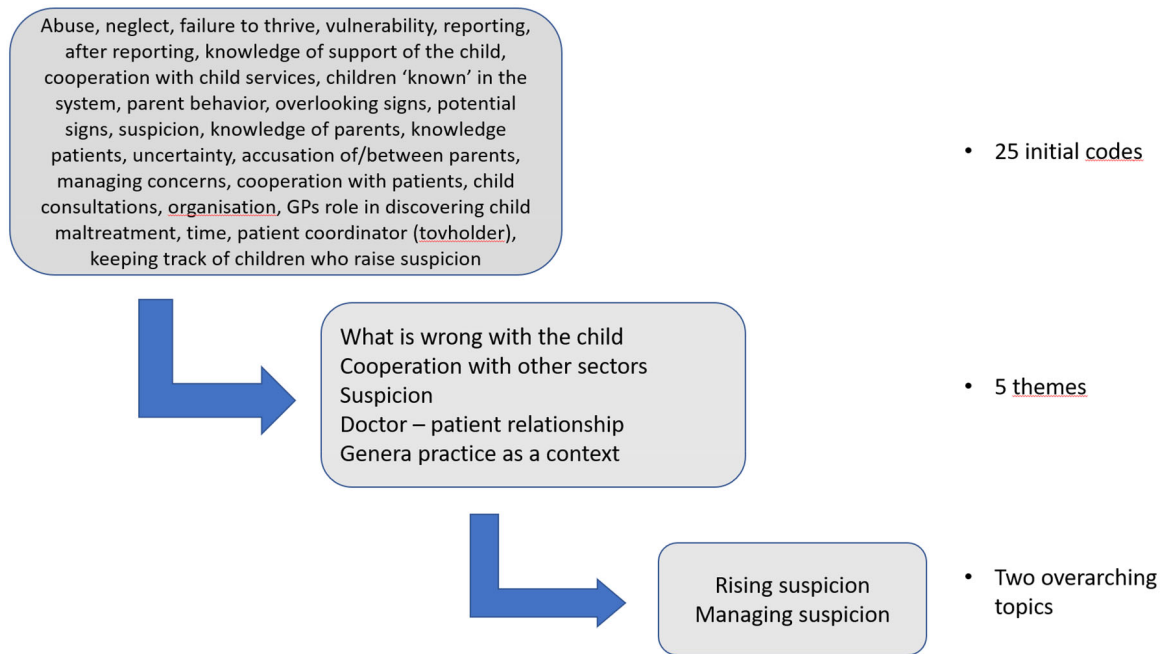 Abuse, neglect, failure to thrive, vulnerability, reporting,
after reporting, knowledge of support of the child,
cooperation with child services, children ‘known’ in the
system, parent behavior, overlooking signs, potential
signs, suspicion, knowledge of parents, knowledge
patients, uncertainty, accusation of/between parents,
managing concerns, cooperation with patients, child
consultations, organisation, GPs role in discovering child
maltreatment, time, patient coordinator (tovholder),
keeping track of children who raise suspicion
• 25 initial codes
What is wrong with the child
Cooperation with other sectors
Suspicion
Doctor – patient relationship
Genera practice as a context
• 5 themes
Rising suspicion
Managing suspicion
• Two overarching
topics